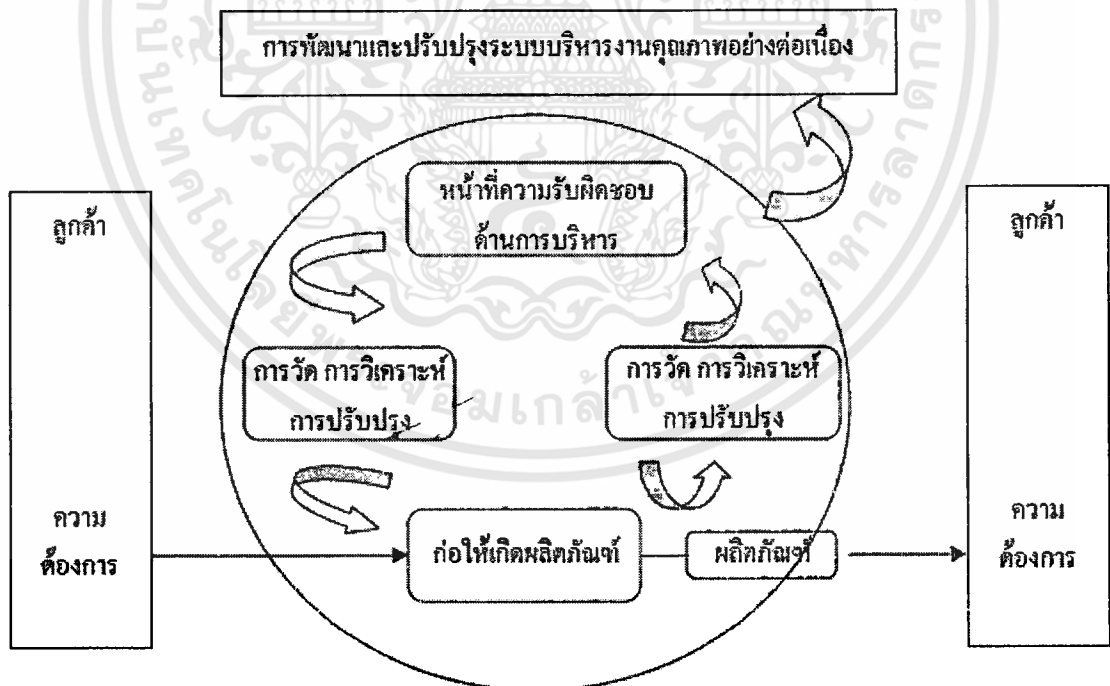 การพัฒนาและปรับปรุงระบบบริหารงานคุณภาพอย่างต่อเนื่อง
หน้าที่ความรับผิดชอบ
ด้านการบริหาร
ลูกค้า
ลูกค้า
การวัด การวิเคราะห์
การปรับปรุง
การวัด การวิเคราะห์
การปรับปรุง
ความ
ต้องการ
ก่อให้เกิดผลิตภัณฑ์
ผลิตภัณฑ์
ความ
ต้องการ